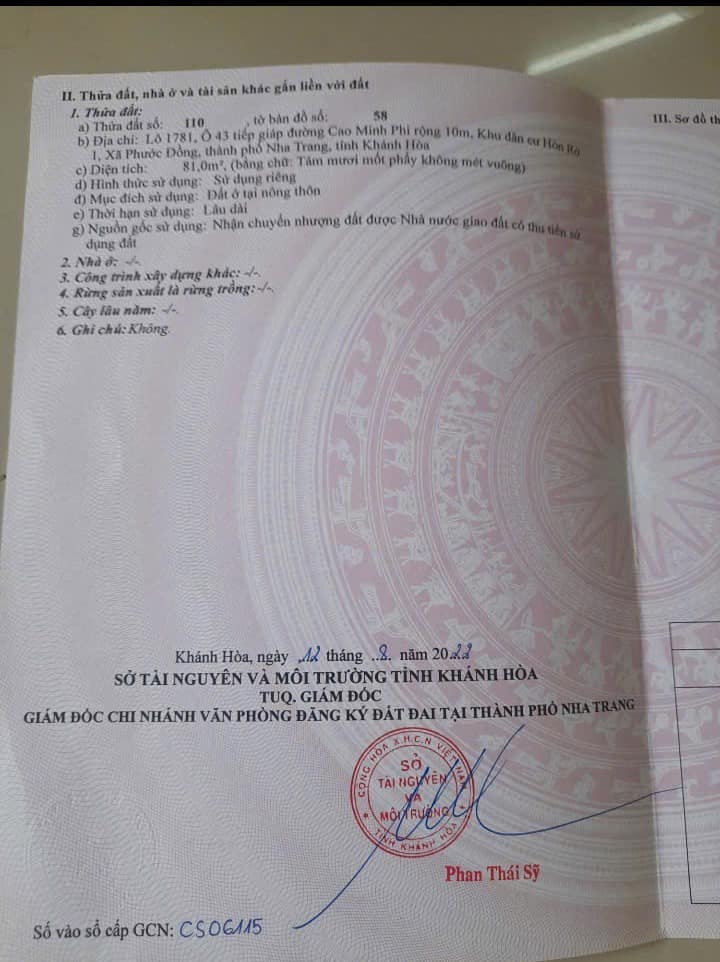 II. Thửa đất, nhà ở và tài sản khác gắn liền với đất
1. Thửa đất:
a) Thửa đất số: 110 , tờ bản đồ số: 58
b) Địa chỉ: Lô 1781, Ô 43 tiếp giáp đường Cao Minh Phi rộng 10m, Khu dân cư Hòn Rớ
1, Xã Phước Đồng, thành phố Nha Trang, tỉnh Khánh Hòa
c) Diện tích: 81,0m², (bằng chữ: Tám mươi mốt phẩy không mét vuông)
d) Hình thức sử dụng: Sử dụng riêng
đ) Mục đích sử dụng: Đất ở tại nông thôn
e) Thời hạn sử dụng: Lâu dài
g) Nguồn gốc sử dụng: Nhận chuyển nhượng đất được Nhà nước giao đất có thu tiền sử
dụng đất
2. Nhà ở: -/-.
3. Công trình xây dựng khác: -/-.
4. Rừng sản xuất là rừng trồng: -/-.
5. Cây lâu năm: -/-.
6. Ghi chú: Không.
III. Sơ đồ th
Khánh Hòa, ngày 12 tháng 8 năm 2022
SỞ TÀI NGUYÊN VÀ MÔI TRƯỜNG TỈNH KHÁNH HÒA
TUQ. GIÁM ĐỐC
GIÁM ĐỐC CHI NHÁNH VĂN PHÒNG ĐĂNG KÝ ĐẤT ĐAI TẠI THÀNH PHỐ NHA TRANG
CỘNG HÒA X.H.C.N VIỆT NAM
SỞ
TÀI NGUYÊN
VÀ
MÔI TRƯỜNG
TỈNH KHÁNH HÒA
Phan Thái Sỹ
Số vào sổ cấp GCN: CS06115